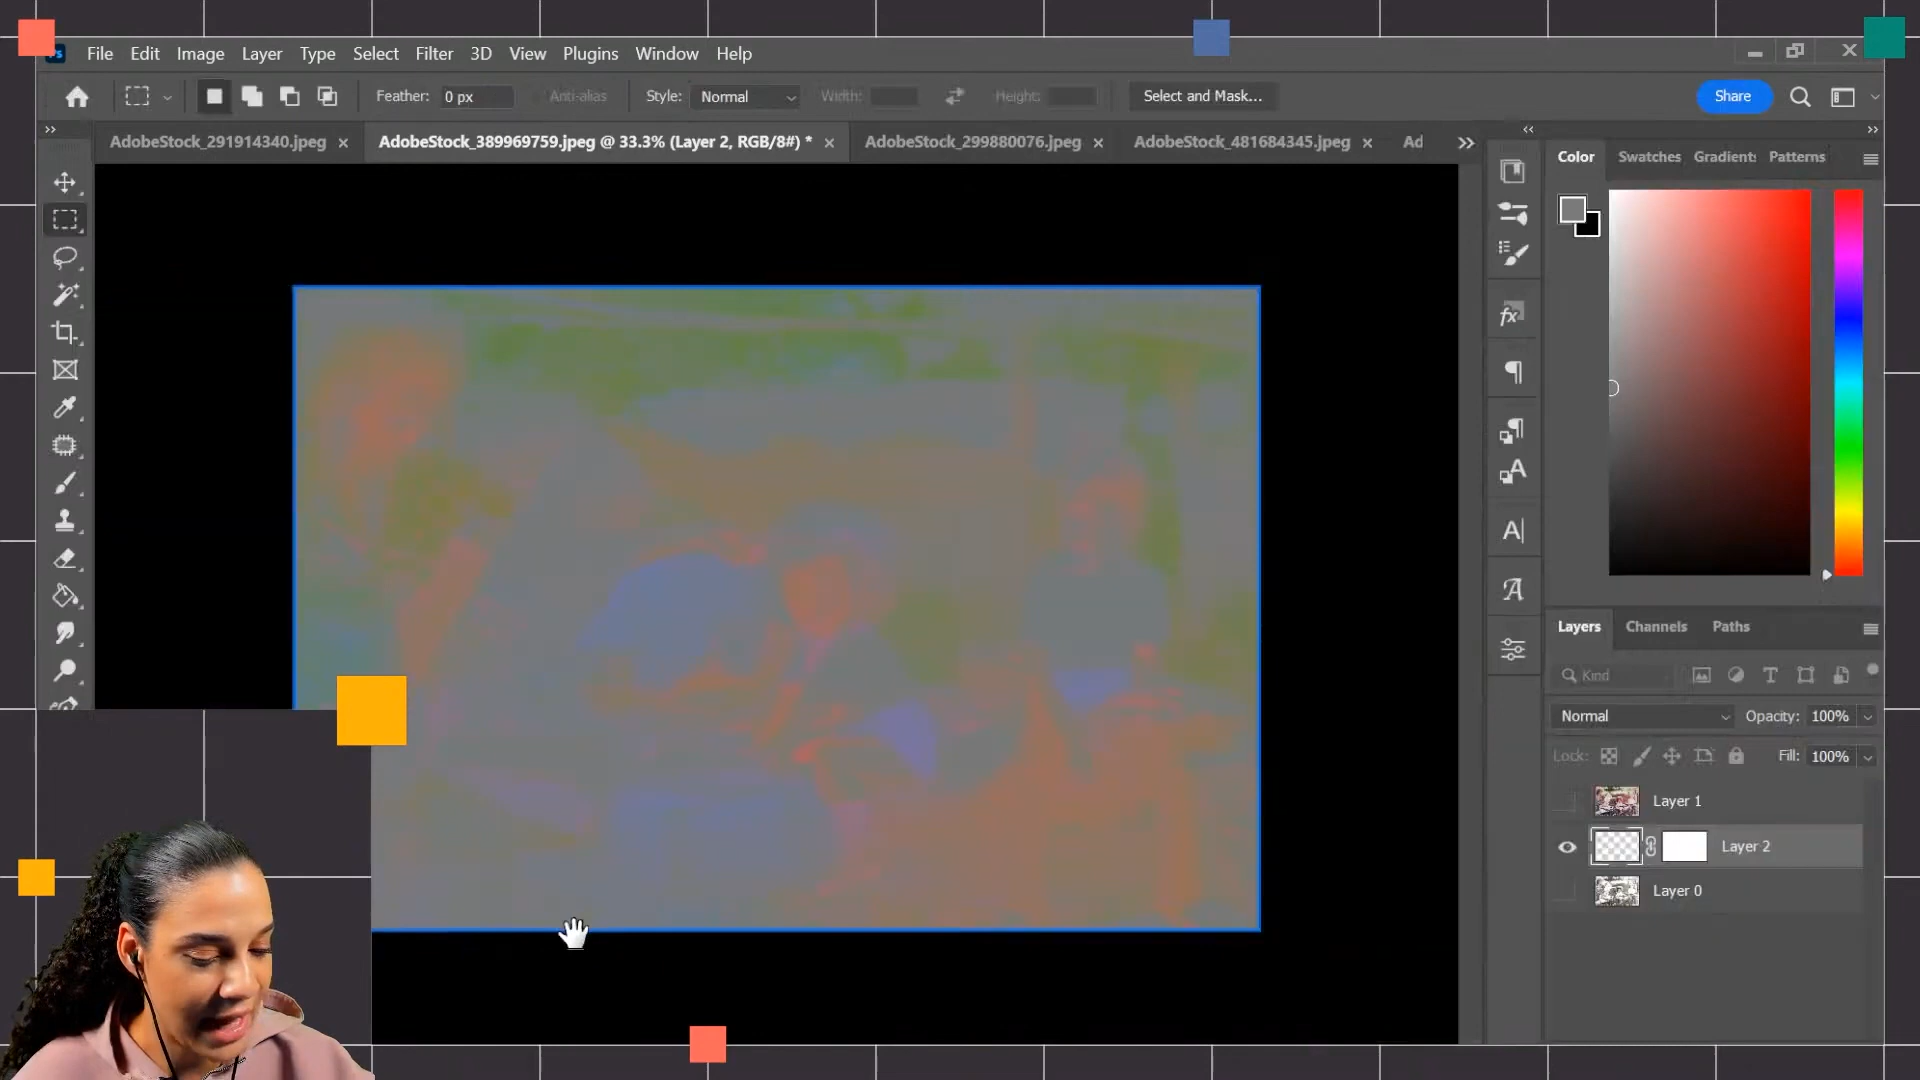 File Edit Image Layer Type Select Filter 3D View Plugins Window Help
Feather: 0 px Anti-alias Style: Normal Width: Height: Select and Mask... Share
AdobeStock_291914340.jpeg × AdobeStock_389969759.jpeg @ 33.3% (Layer 2, RGB/8#) * × AdobeStock_299880076.jpeg × AdobeStock_481684345.jpeg × Ad
Color Swatches Gradients Patterns
Layers Channels Paths
Kind
Normal Opacity: 100%
Lock: Fill: 100%
Layer 1
Layer 2
Layer 0